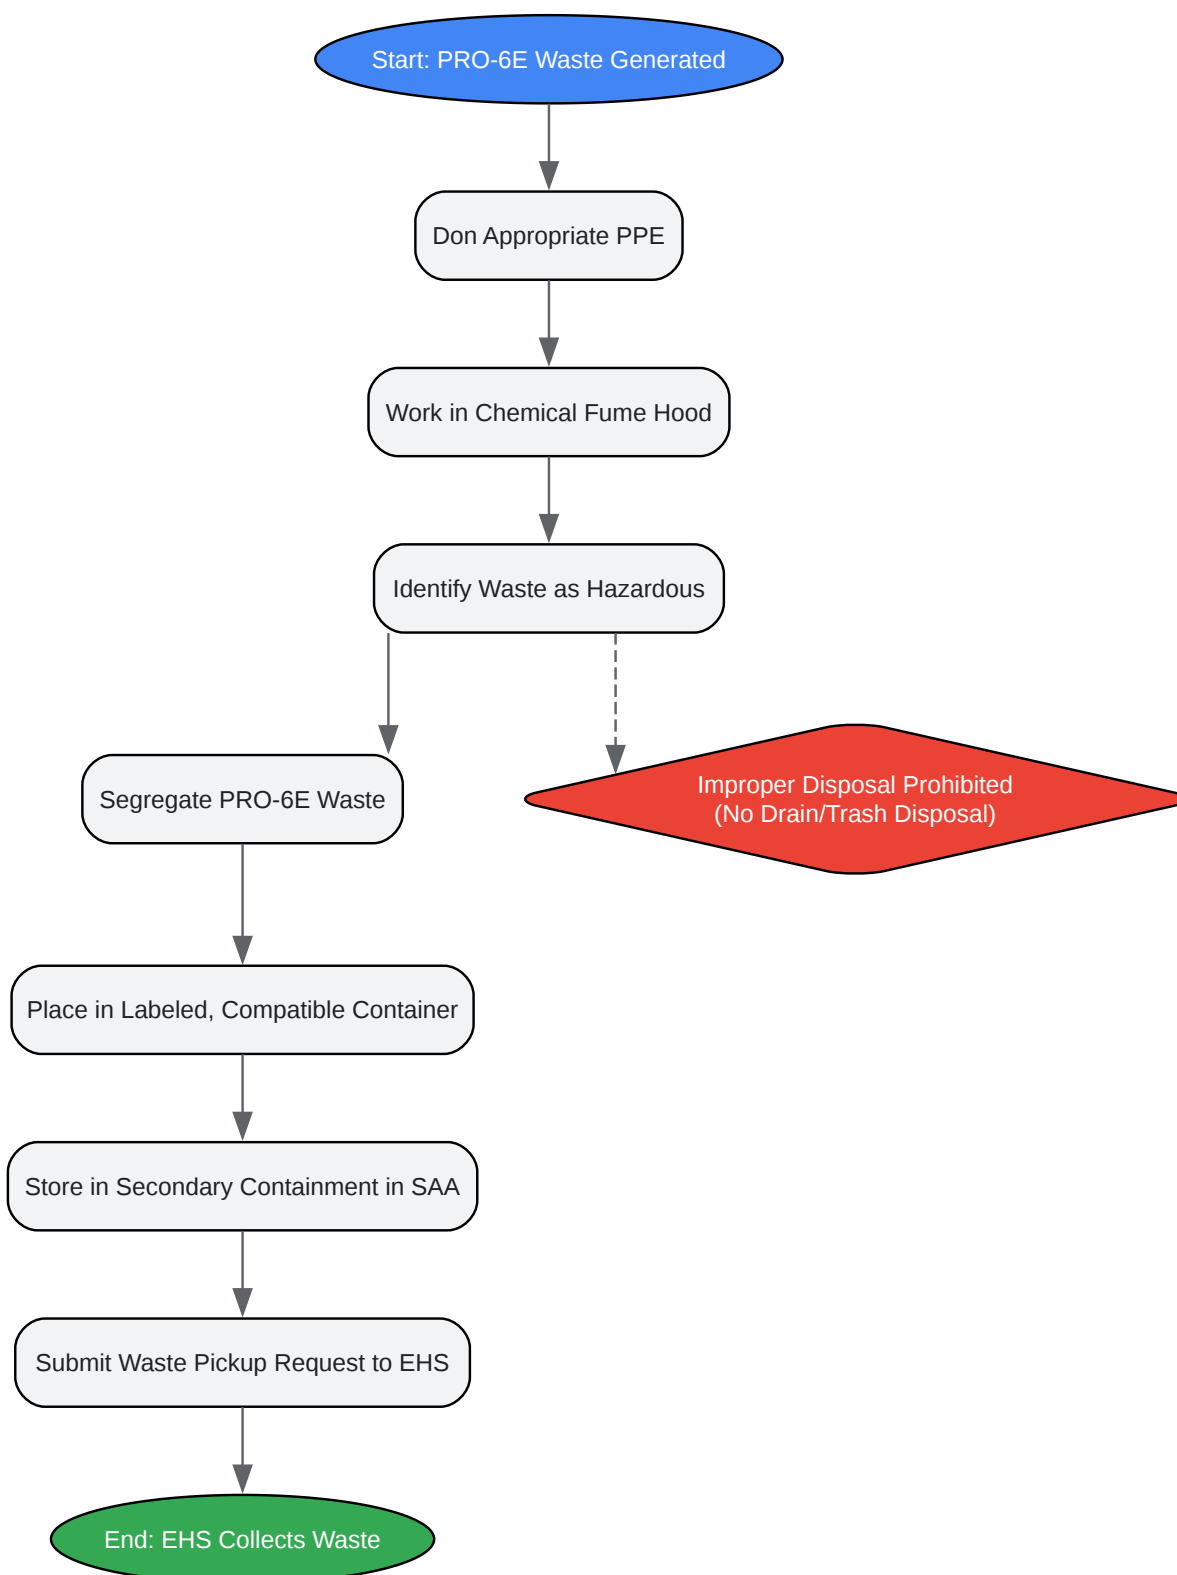 Start: PRO-6E Waste Generated
Don Appropriate PPE
Work in Chemical Fume Hood
Identify Waste as Hazardous
Segregate PRO-6E Waste
Improper Disposal Prohibited
(No Drain/Trash Disposal)
Place in Labeled, Compatible Container
Store in Secondary Containment in SAA
Submit Waste Pickup Request to EHS
End: EHS Collects Waste